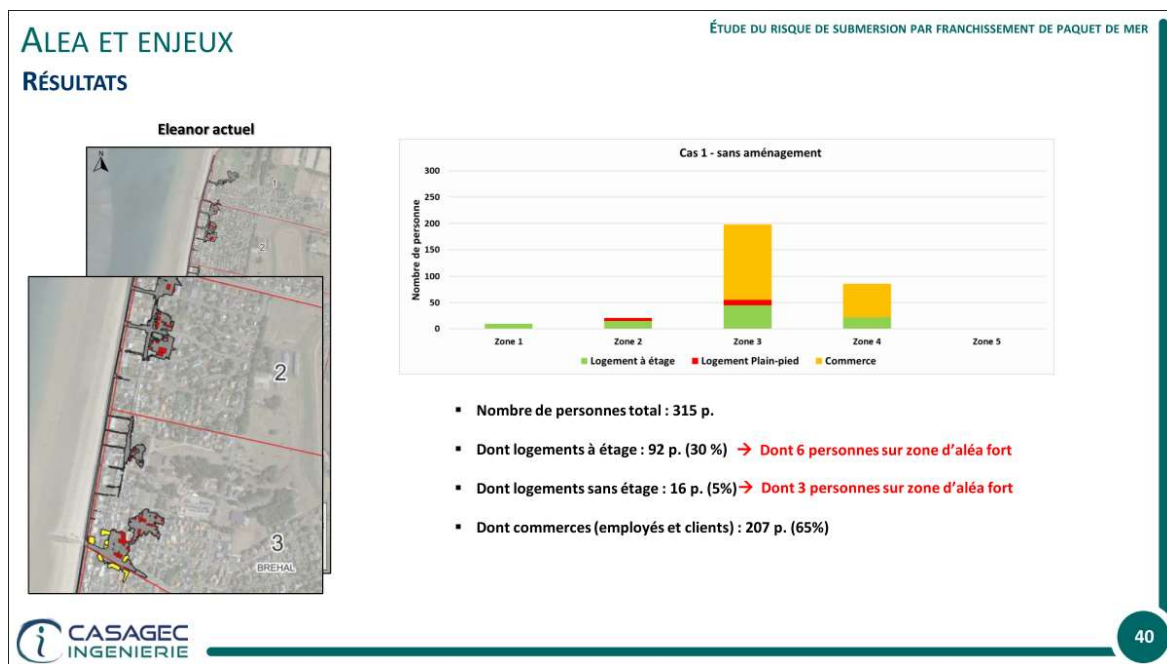 ÉTUDE DU RISQUE DE SUBMERSION PAR FRANCHISSEMENT DE PAQUET DE MER
ALEA ET ENJEUX
RÉSULTATS
Eleanor actuel
N
1
2
2
3
BREHAL
Cas 1 - sans aménagement
Nombre de personne
300
250
200
150
100
50
0
Zone 1 Zone 2 Zone 3 Zone 4 Zone 5
Logement à étage Logement Plain-pied Commerce
▪ Nombre de personnes total : 315 p.
▪ Dont logements à étage : 92 p. (30 %) → Dont 6 personnes sur zone d'aléa fort
▪ Dont logements sans étage : 16 p. (5%) → Dont 3 personnes sur zone d'aléa fort
▪ Dont commerces (employés et clients) : 207 p. (65%)
CASAGEC
INGENIERIE
40